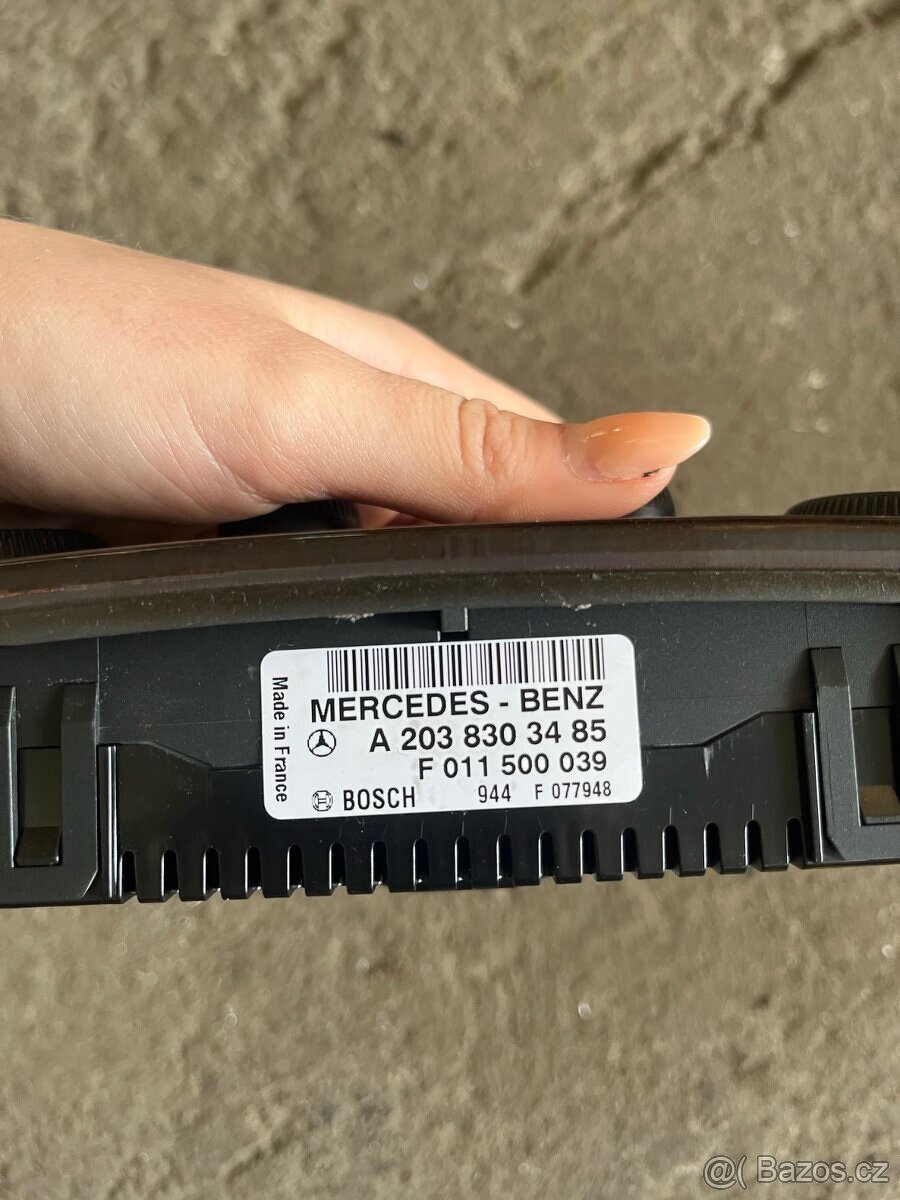 MERCEDES - BENZ
A 203 830 34 85
F 011 500 039
BOSCH 944 F 077948
Made in France
@( Bazos.cz